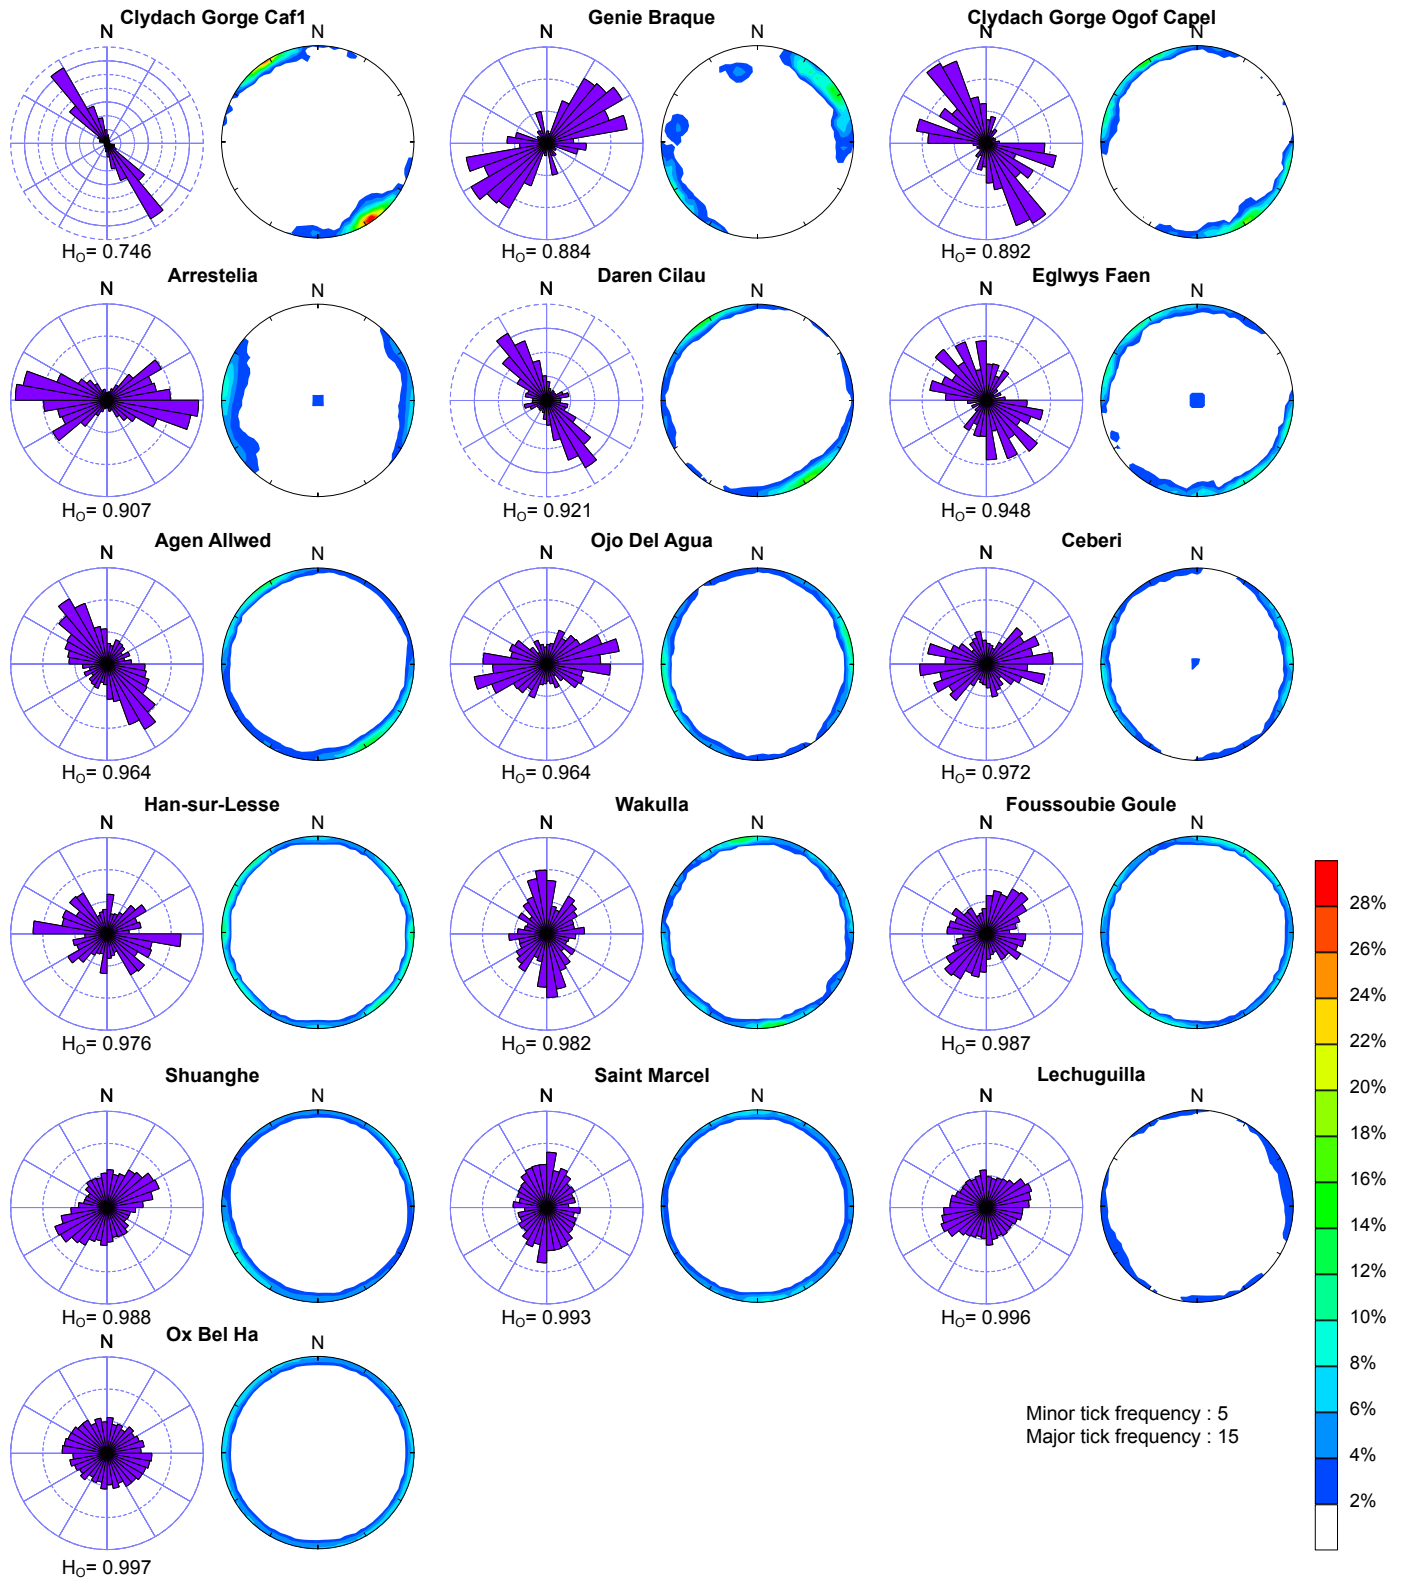 Clydach Gorge Caf1
Genie Braque
Clydach Gorge Ogof Capel
N N N N N N
H_O= 0.746
H_O= 0.884
H_O= 0.892
Arrestelia
Daren Cilau
Eglwys Faen
N N N N N N
H_O= 0.907
H_O= 0.921
H_O= 0.948
Agen Allwed
Ojo Del Agua
Ceberi
N N N N N N
H_O= 0.964
H_O= 0.964
H_O= 0.972
Han-sur-Lesse
Wakulla
Foussoubie Goule
N N N N N N
H_O= 0.976
H_O= 0.982
H_O= 0.987
Shuanghe
Saint Marcel
Lechuguilla
N N N N N N
H_O= 0.988
H_O= 0.993
H_O= 0.996
Ox Bel Ha
N N
H_O= 0.997
Minor tick frequency : 5
Major tick frequency : 15
28%
26%
24%
22%
20%
18%
16%
14%
12%
10%
8%
6%
4%
2%